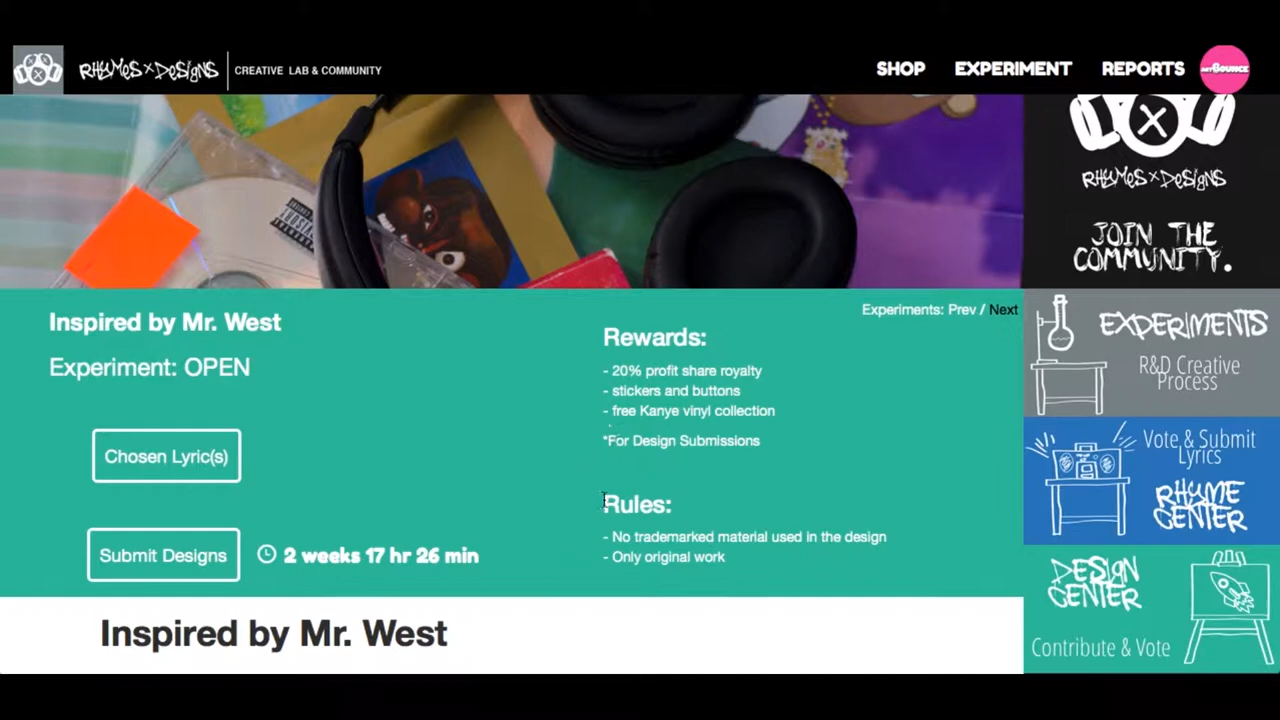 RHYMES x DESIGNS
CREATIVE LAB & COMMUNITY
SHOP
EXPERIMENT
REPORTS
BOUNCE
RHYMES x DESIGNS
JOIN THE
COMMUNITY.
Inspired by Mr. West
Experiment: OPEN
Chosen Lyric(s)
Submit Designs
2 weeks 17 hr 26 min
Experiments: Prev / Next
Rewards:
- 20% profit share royalty
- stickers and buttons
- free Kanye vinyl collection
*For Design Submissions
Rules:
- No trademarked material used in the design
- Only original work
EXPERIMENTS
R&D Creative
Process
Vote & Submit
Lyrics
RHYME
CENTER
DESIGN
CENTER
Contribute & Vote
Inspired by Mr. West